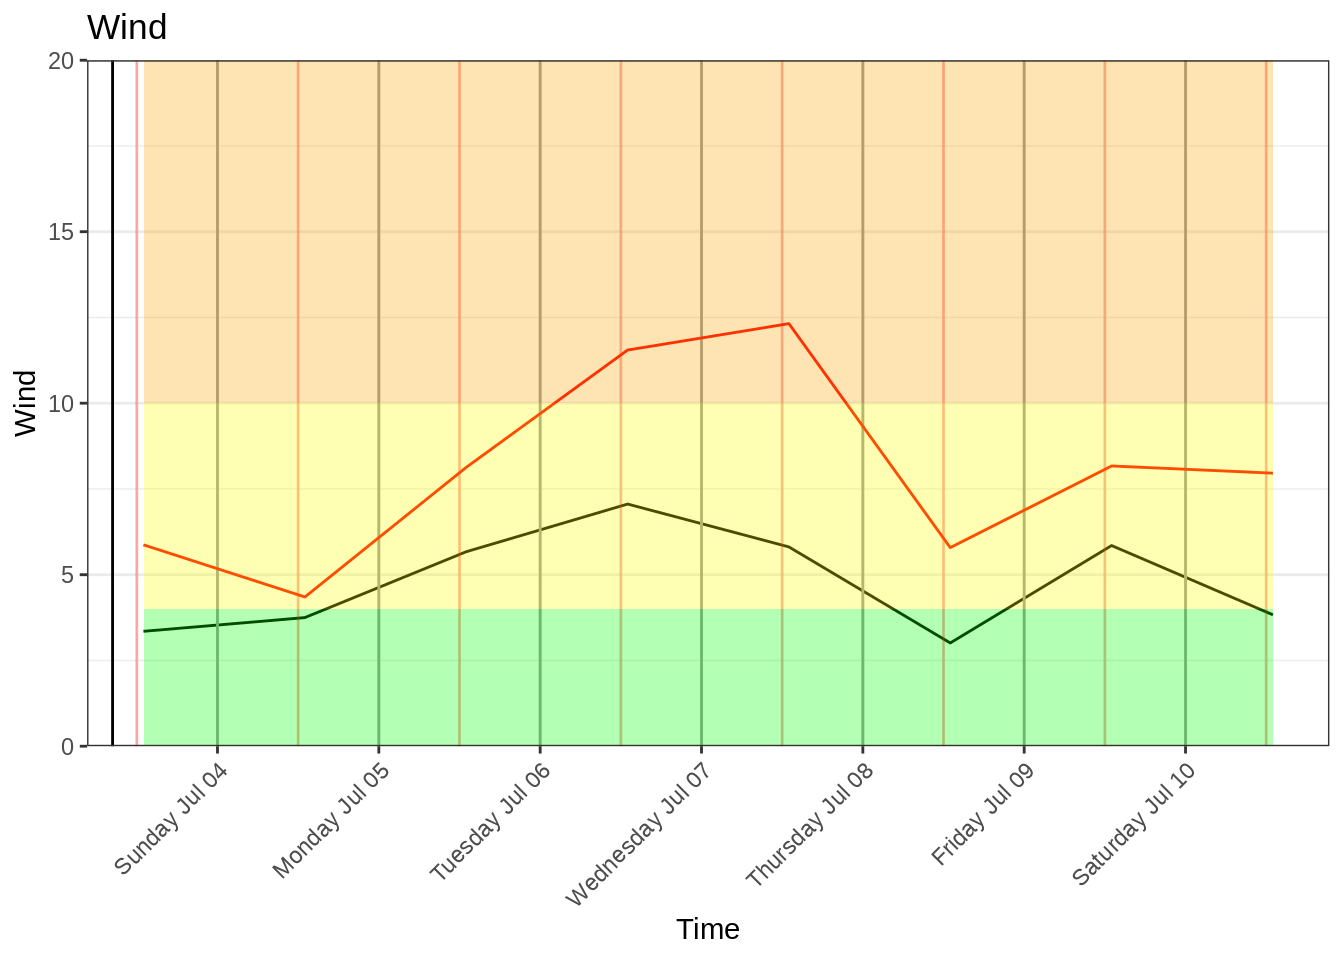 Wind
20
15
10
5
0
Wind
Sunday Jul 04
Monday Jul 05
Tuesday Jul 06
Wednesday Jul 07
Thursday Jul 08
Friday Jul 09
Saturday Jul 10
Time